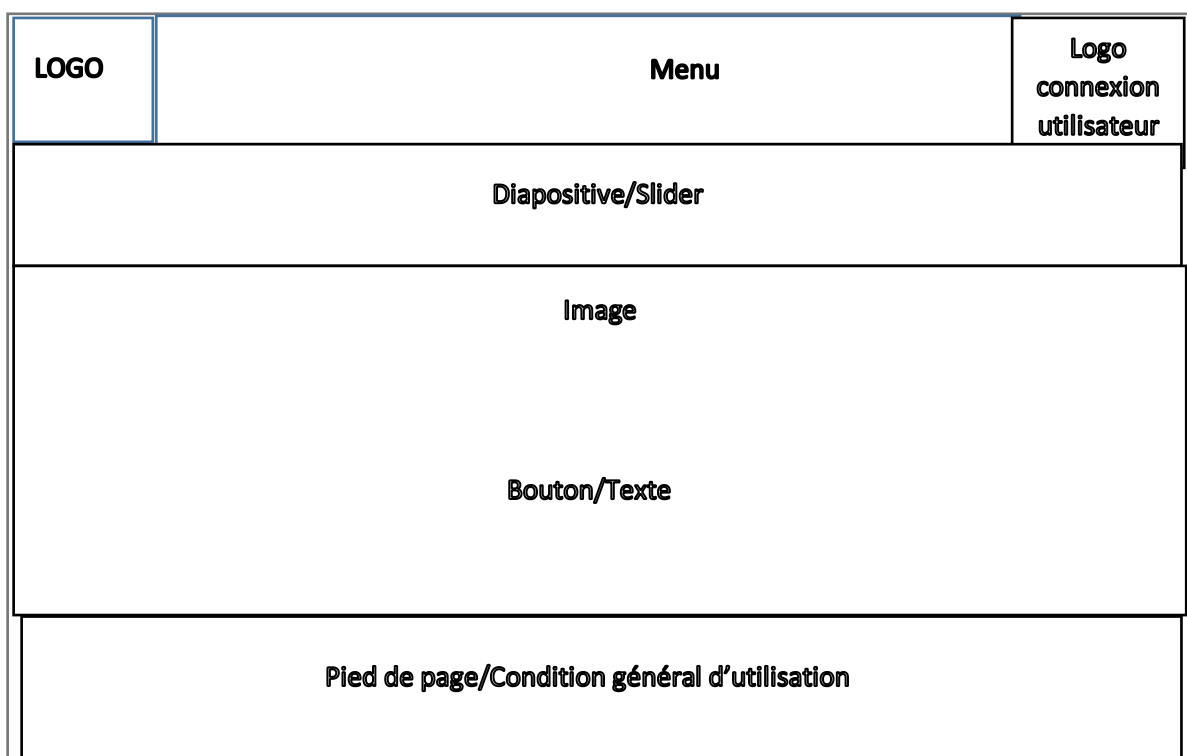 LOGO
Menu
Logo
connexion
utilisateur
Diapositive/Slider
Image
Bouton/Texte
Pied de page/Condition général d’utilisation